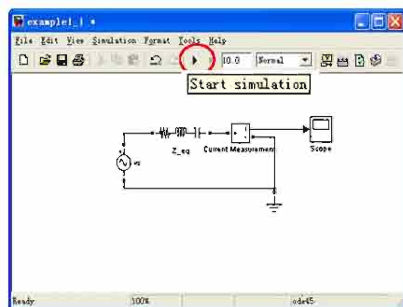 example1_1 *
File Edit View Simulation Format Tools Help
10.0 Normal
Start simulation
Z_eq Current Measurement Scope
vs
Ready 100% ode45